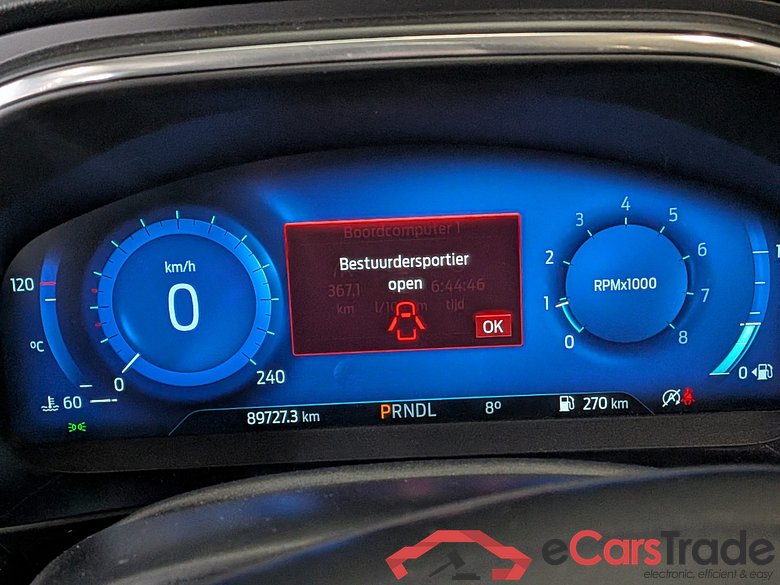 Boordcomputer 1
Bestuurdersportier
open
367,1 6:44:46
km l/100km tijd
OK
km/h
0
0
240
120
°C
60
RPMx1000
0 1 2 3 4 5 6 7 8
1
0
89727.3 km
PRNDL
8°
270 km
eCarsTrade
electronic, efficient & easy